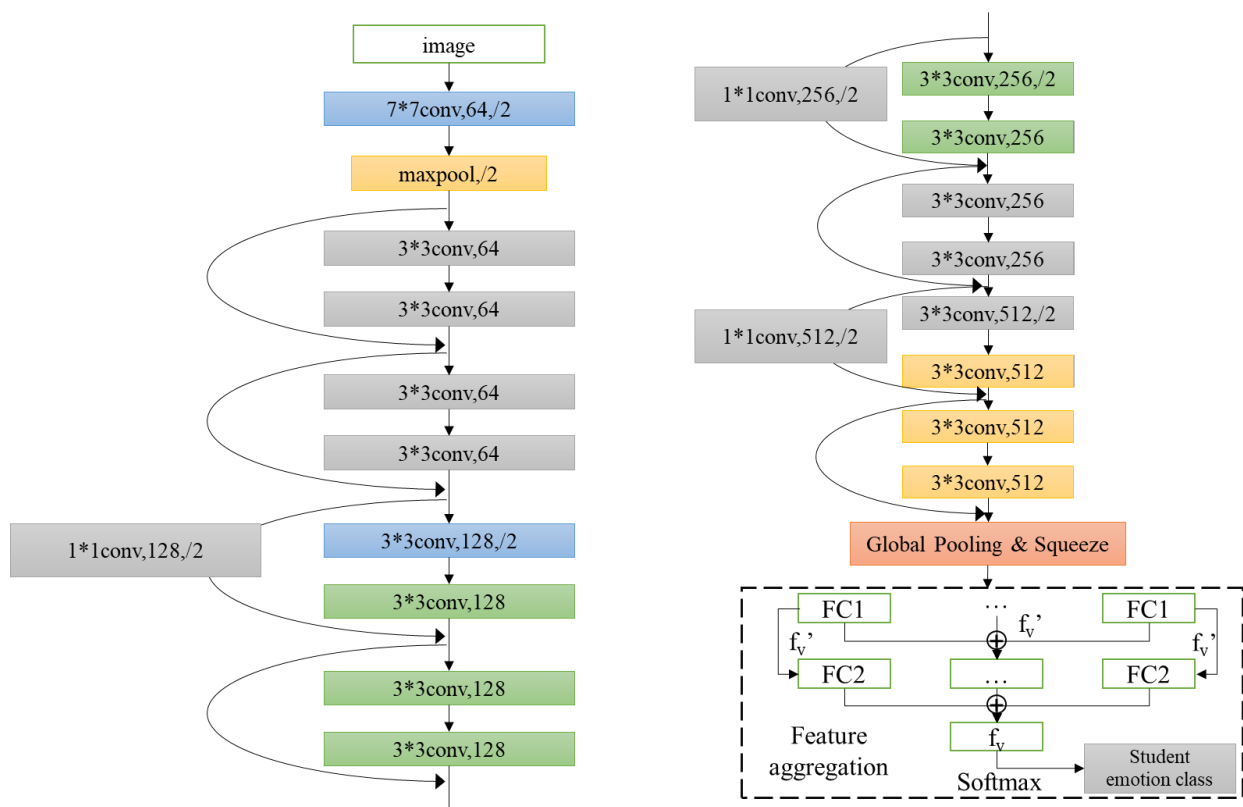 image
7*7conv,64,/2
maxpool,/2
3*3conv,64
3*3conv,64
3*3conv,64
3*3conv,64
1*1conv,128,/2
3*3conv,128,/2
3*3conv,128
3*3conv,128
3*3conv,128
1*1conv,256,/2
3*3conv,256,/2
3*3conv,256
3*3conv,256
3*3conv,256
1*1conv,512,/2
3*3conv,512,/2
3*3conv,512
3*3conv,512
3*3conv,512
Global Pooling & Squeeze
FC1
...
FC1
fv’
fv’
fv’
FC2
...
FC2
Feature
aggregation
fv
Softmax
Student
emotion class